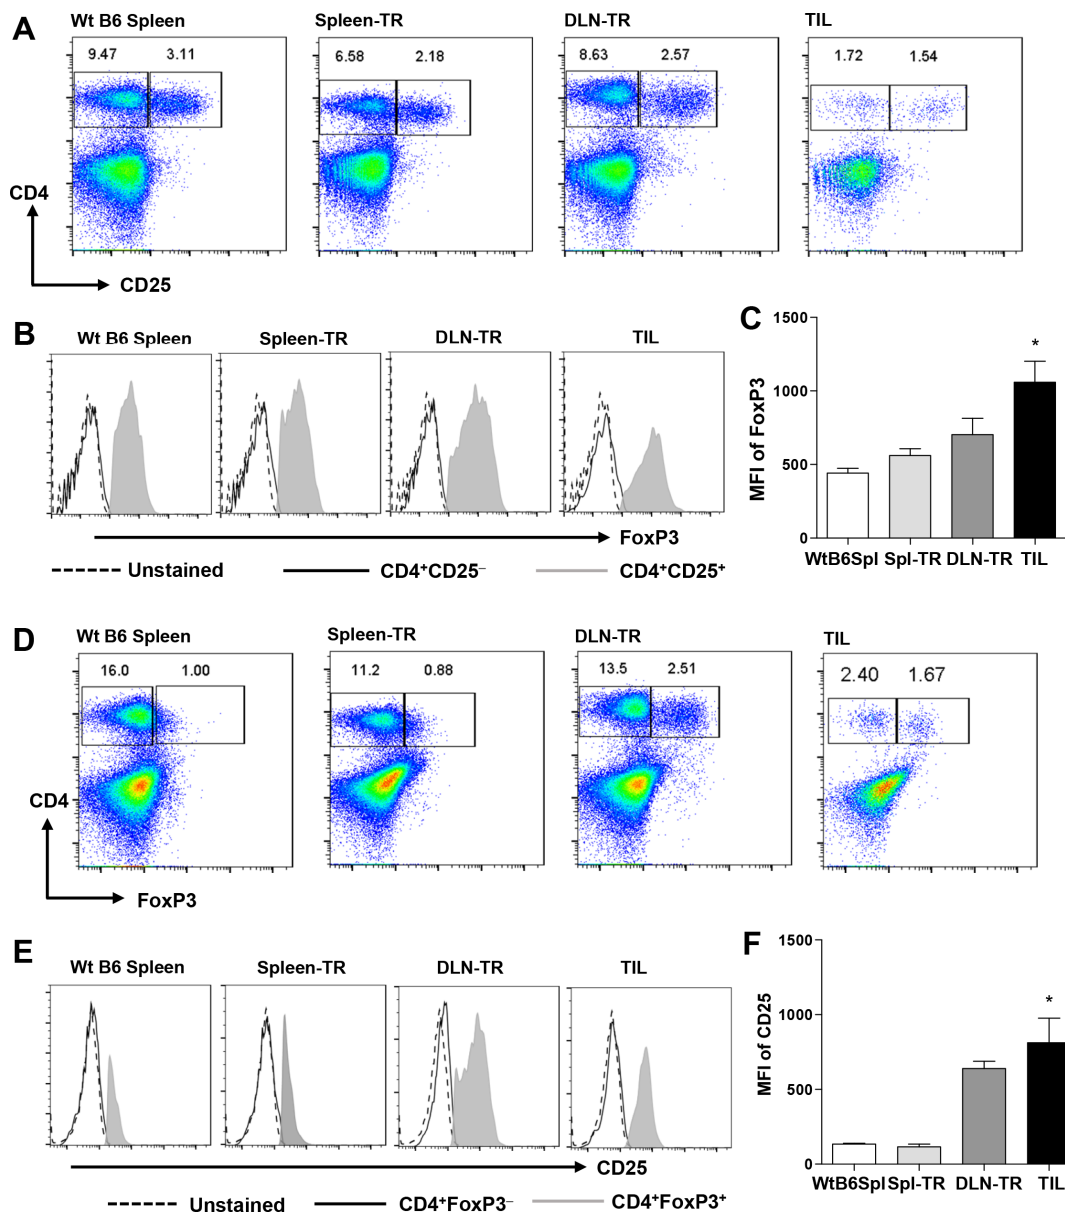 A
Wt B6 Spleen
Spleen-TR
DLN-TR
TIL
9.47 3.11
6.58 2.18
8.63 2.57
1.72 1.54
CD4
CD25
B
Wt B6 Spleen
Spleen-TR
DLN-TR
TIL
FoxP3
Unstained
CD4⁺CD25⁻
CD4⁺CD25⁺
C
MFI of FoxP3
1500
1000
500
0
*
WtB6Spl Spl-TR DLN-TR TIL
D
Wt B6 Spleen
Spleen-TR
DLN-TR
TIL
16.0 1.00
11.2 0.88
13.5 2.51
2.40 1.67
CD4
FoxP3
E
Wt B6 Spleen
Spleen-TR
DLN-TR
TIL
CD25
Unstained
CD4⁺FoxP3⁻
CD4⁺FoxP3⁺
F
MFI of CD25
1500
1000
500
0
*
WtB6Spl Spl-TR DLN-TR TIL